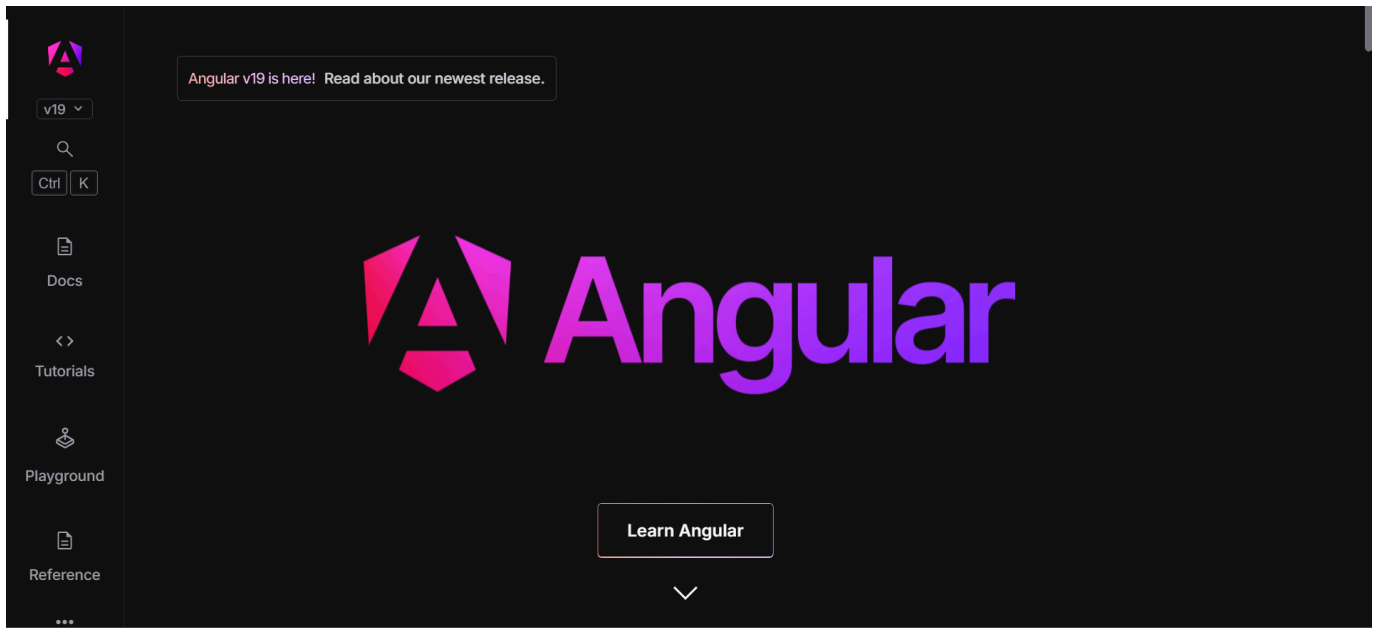 v19
Ctrl K
Docs
Tutorials
Playground
Reference
Angular v19 is here! Read about our newest release.
Angular
Learn Angular